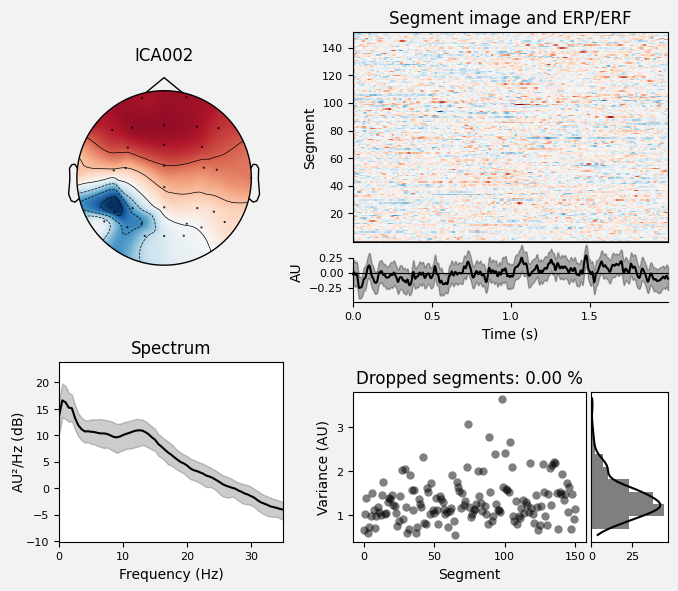 ICA002
Segment image and ERP/ERF
Segment
140
120
100
80
60
40
20
AU
0.25
0.00
−0.25
0.0 0.5 1.0 1.5
Time (s)
Spectrum
AU²/Hz (dB)
20
15
10
5
0
−5
−10
0 10 20 30
Frequency (Hz)
Dropped segments: 0.00 %
Variance (AU)
3
2
1
0 50 100 150
Segment
0 25